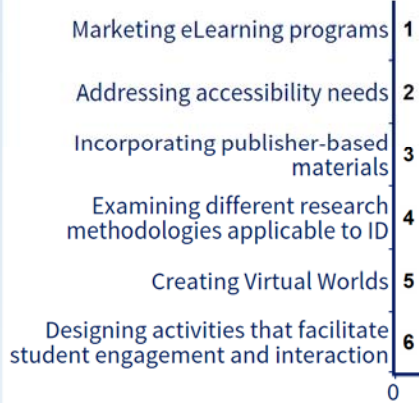 Marketing eLearning programs 1
Addressing accessibility needs 2
Incorporating publisher-based
materials 3
Examining different research
methodologies applicable to ID 4
Creating Virtual Worlds 5
Designing activities that facilitate
student engagement and interaction 6
0